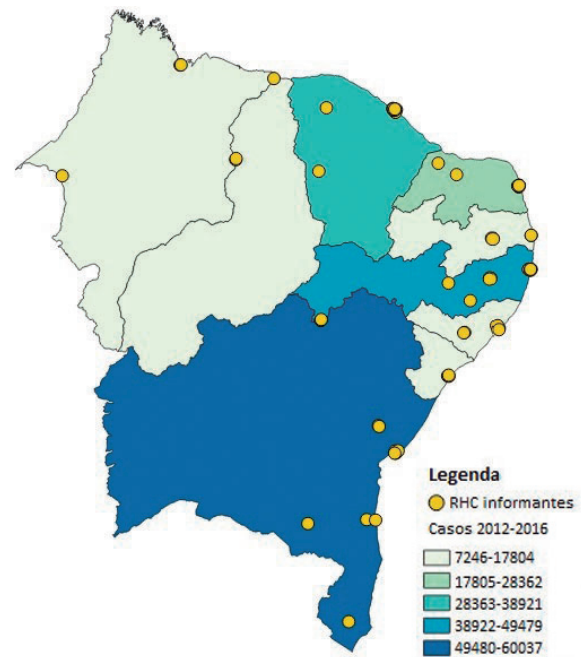 Legenda
RHC informantes
Casos 2012-2016
7246-17804
17805-28362
28363-38921
38922-49479
49480-60037